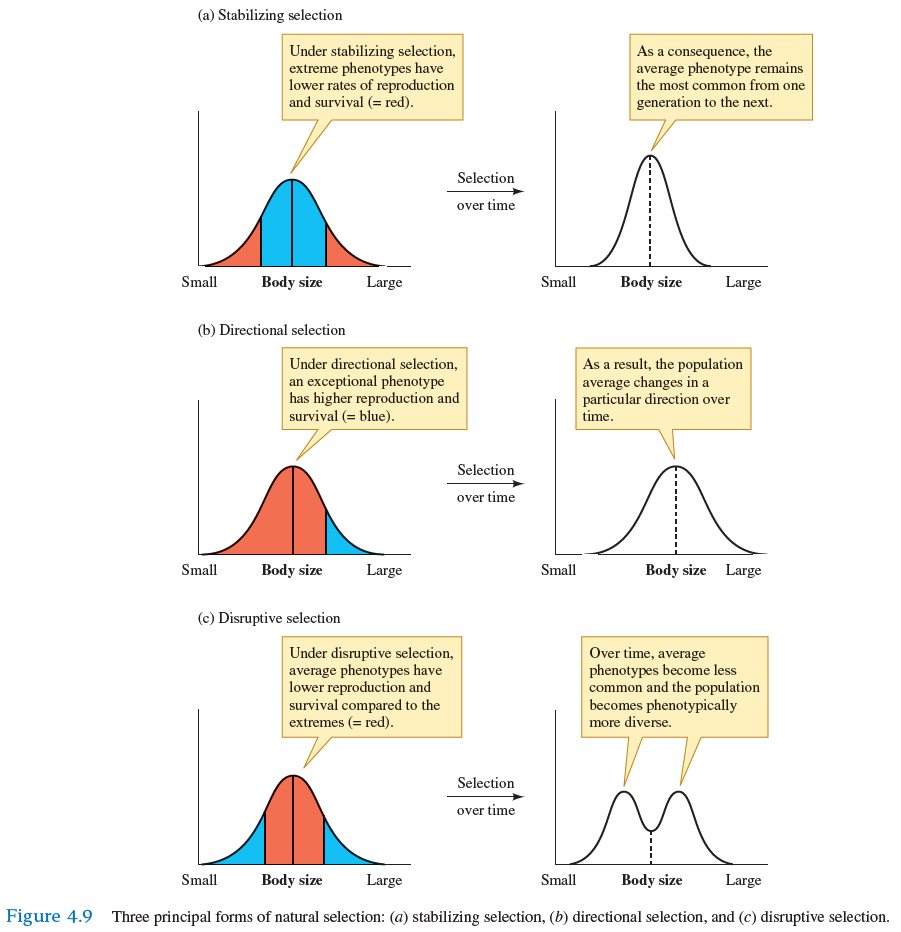 (a) Stabilizing selection
Under stabilizing selection,
extreme phenotypes have
lower rates of reproduction
and survival (= red).
As a consequence, the
average phenotype remains
the most common from one
generation to the next.
Selection
over time
Small
Body size
Large
Small
Body size
Large
(b) Directional selection
Under directional selection,
an exceptional phenotype
has higher reproduction and
survival (= blue).
As a result, the population
average changes in a
particular direction over
time.
Selection
over time
Small
Body size
Large
Small
Body size
Large
(c) Disruptive selection
Under disruptive selection,
average phenotypes have
lower reproduction and
survival compared to the
extremes (= red).
Over time, average
phenotypes become less
common and the population
becomes phenotypically
more diverse.
Selection
over time
Small
Body size
Large
Small
Body size
Large
Figure 4.9 Three principal forms of natural selection: (a) stabilizing selection, (b) directional selection, and (c) disruptive selection.